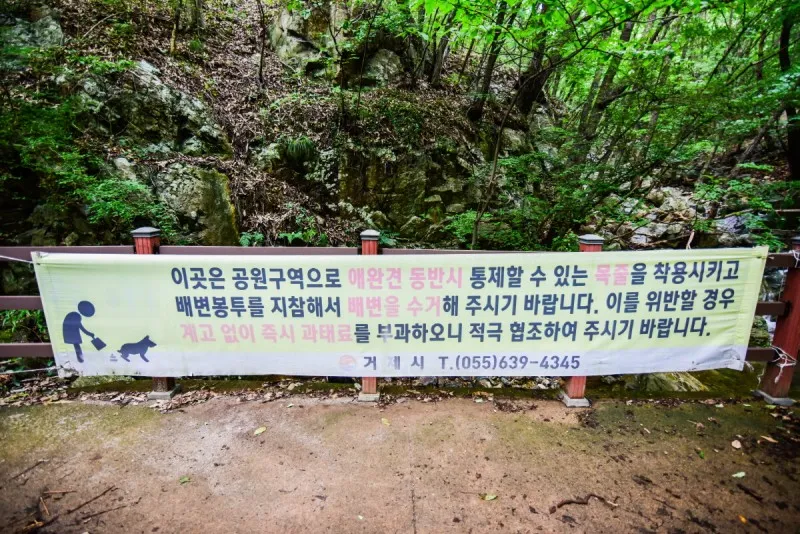 이곳은 공원구역으로 애완견 동반시 통제할 수 있는 목줄을 착용시키고
배변봉투를 지참해서 배변을 수거해 주시기 바랍니다. 이를 위반할 경우
계고 없이 즉시 과태료를 부과하오니 적극 협조하여 주시기 바랍니다.
거제시 T.(055)639-4345